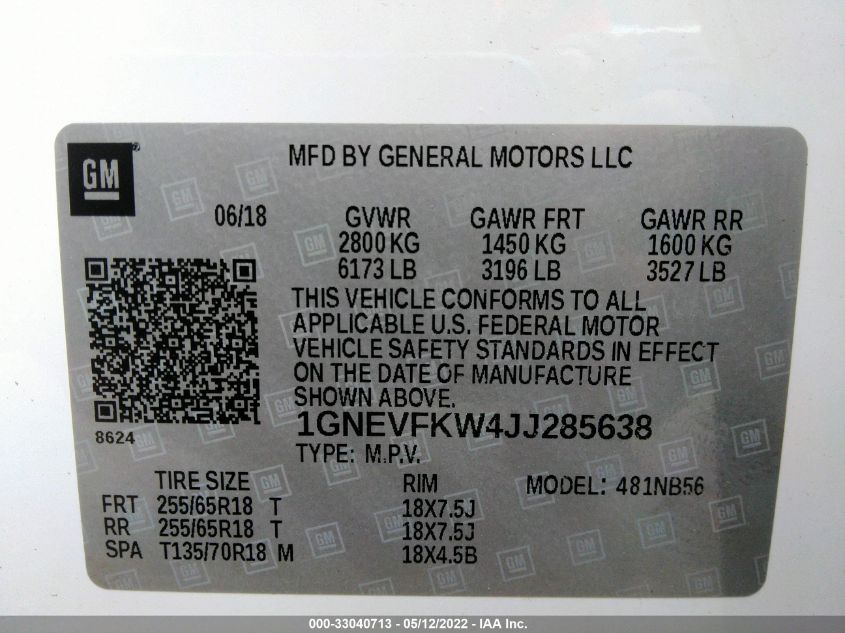 GM
MFD BY GENERAL MOTORS LLC
06/18 GVWR GAWR FRT GAWR RR
2800 KG 1450 KG 1600 KG
6173 LB 3196 LB 3527 LB
THIS VEHICLE CONFORMS TO ALL
APPLICABLE U.S. FEDERAL MOTOR
VEHICLE SAFETY STANDARDS IN EFFECT
ON THE DATE OF MANUFACTURE
SHOWN ABOVE.
8624
1GNEVFKW4JJ285638
TYPE: M.P.V.
TIRE SIZE RIM MODEL: 481NB56
FRT 255/65R18 T 18X7.5J
RR 255/65R18 T 18X7.5J
SPA T135/70R18 M 18X4.5B
000-33040713 - 05/12/2022 - IAA Inc.